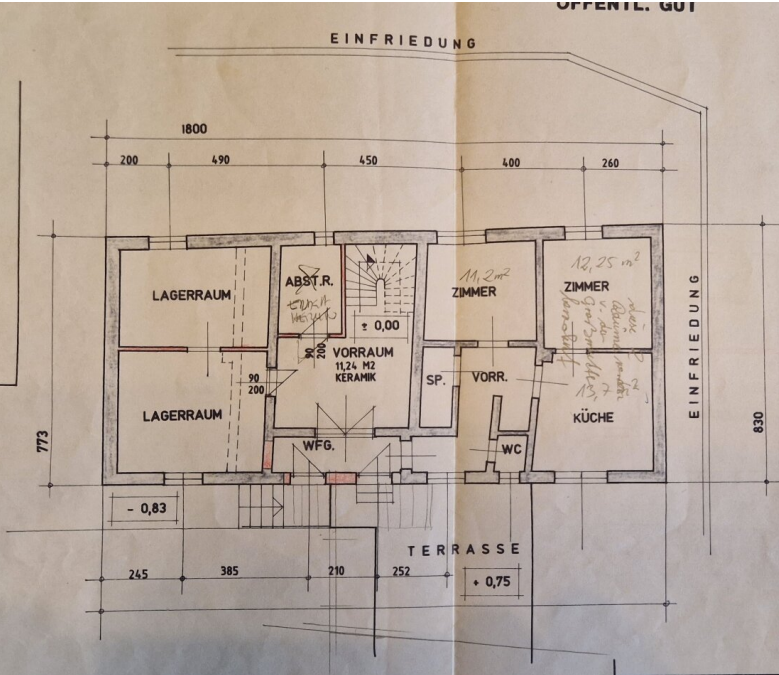 ÖFFENTL. GUT
EINFRIEDUNG
1800
200 490 450 400 260
LAGERRAUM
ABST.R.
11,2 m²
ZIMMER
12,25 m²
ZIMMER
± 0,00
90
200
VORRAUM
11,24 M2
KERAMIK
90
200
LAGERRAUM
SP.
VORR.
KÜCHE
WFG.
WC
EINFRIEDUNG
773
830
- 0,83
TERRASSE
+ 0,75
245 385 210 252